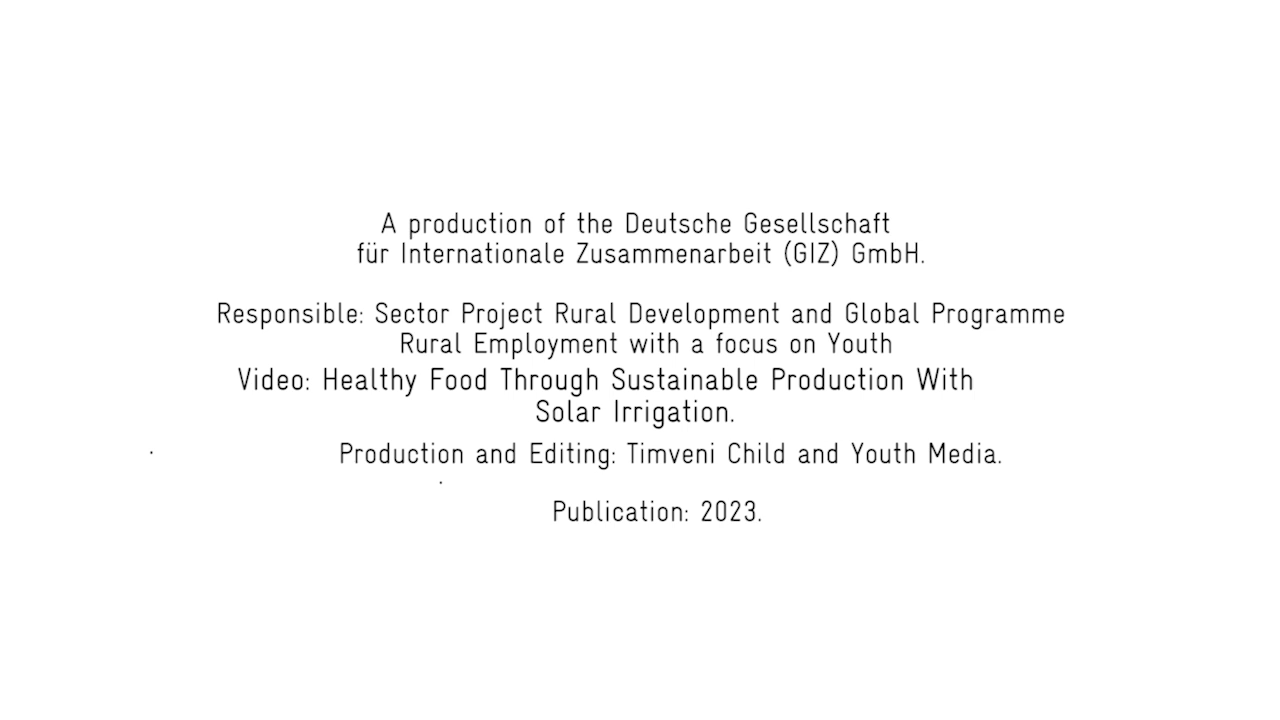 A production of the Deutsche Gesellschaft
für Internationale Zusammenarbeit (GIZ) GmbH.
Responsible: Sector Project Rural Development and Global Programme
Rural Employment with a focus on Youth
Video: Healthy Food Through Sustainable Production With
Solar Irrigation.
Production and Editing: Timveni Child and Youth Media.
Publication: 2023.